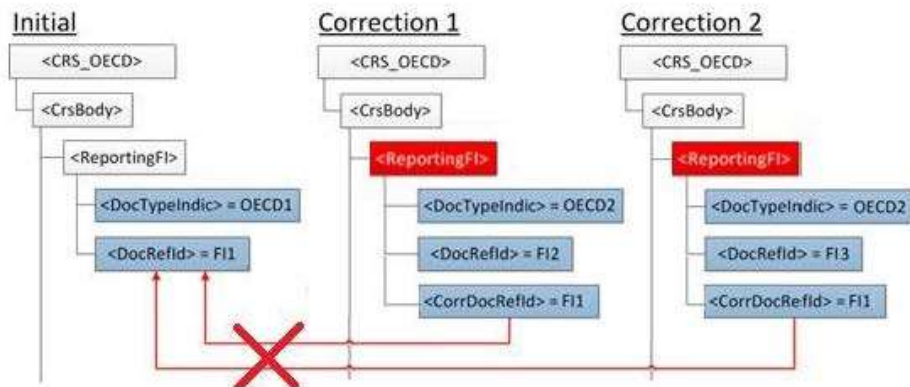 Initial
<CRS_OECD>
<CrsBody>
<ReportingFI>
<DocTypeIndic> = OECD1
<DocRefId> = FI1
Correction 1
<CRS_OECD>
<CrsBody>
<ReportingFI>
<DocTypeIndic> = OECD2
<DocRefId> = FI2
<CorrDocRefId> = FI1
Correction 2
<CRS_OECD>
<CrsBody>
<ReportingFI>
<DocTypeIndic> = OECD2
<DocRefId> = FI3
<CorrDocRefId> = FI1